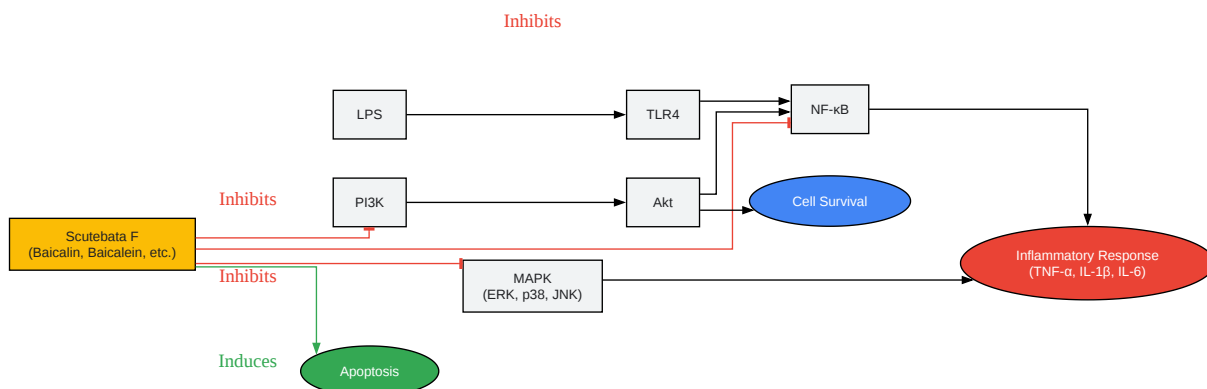 Inhibits
LPS
TLR4
NF-κB
Inhibits
PI3K
Akt
Cell Survival
Scutebata F
(Baicalin, Baicalein, etc.)
Inhibits
MAPK
(ERK, p38, JNK)
Inflammatory Response
(TNF-α, IL-1β, IL-6)
Induces
Apoptosis